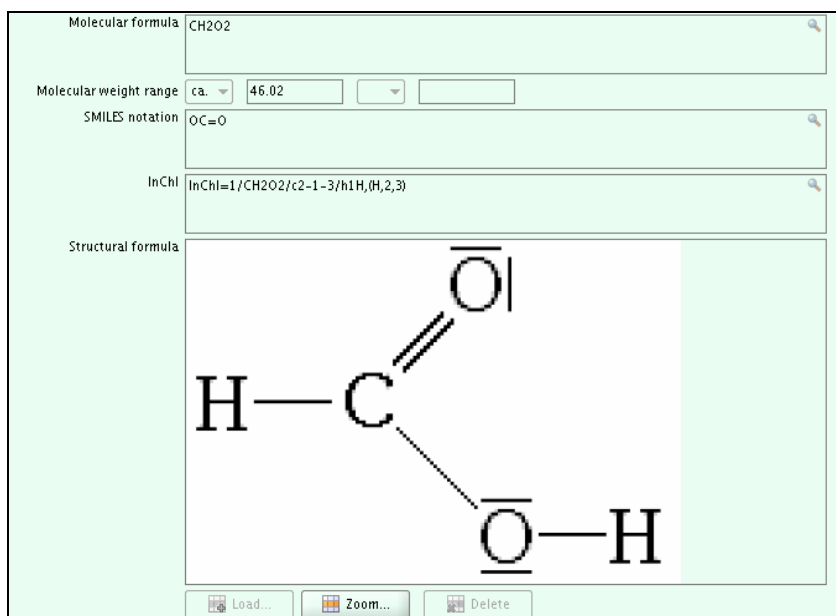 Molecular formula CH2O2
Molecular weight range ca. 46.02
SMILES notation OC=O
InChI InChI=1/CH2O2/c2-1-3/h1H,(H,2,3)
Structural formula
O
H C
O H
Load... Zoom... Delete